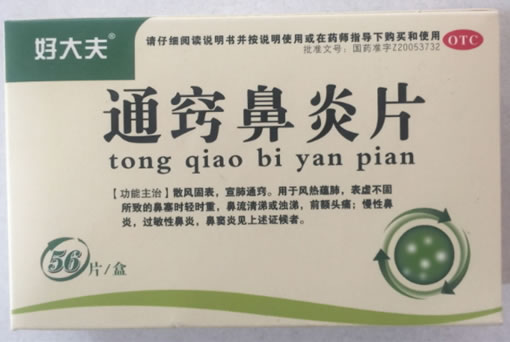 好大夫®
请仔细阅读说明书并按说明使用或在药师指导下购买和使用
批准文号：国药准字Z20053732
OTC
通窍鼻炎片
tong qiao bi yan pian
【功能主治】散风固表，宣肺通窍。用于风热蕴肺，表虚不固
所致的鼻塞时轻时重，鼻流清涕或浊涕，前额头痛；慢性鼻
炎，过敏性鼻炎，鼻窦炎见上述证候者。
56片/盒